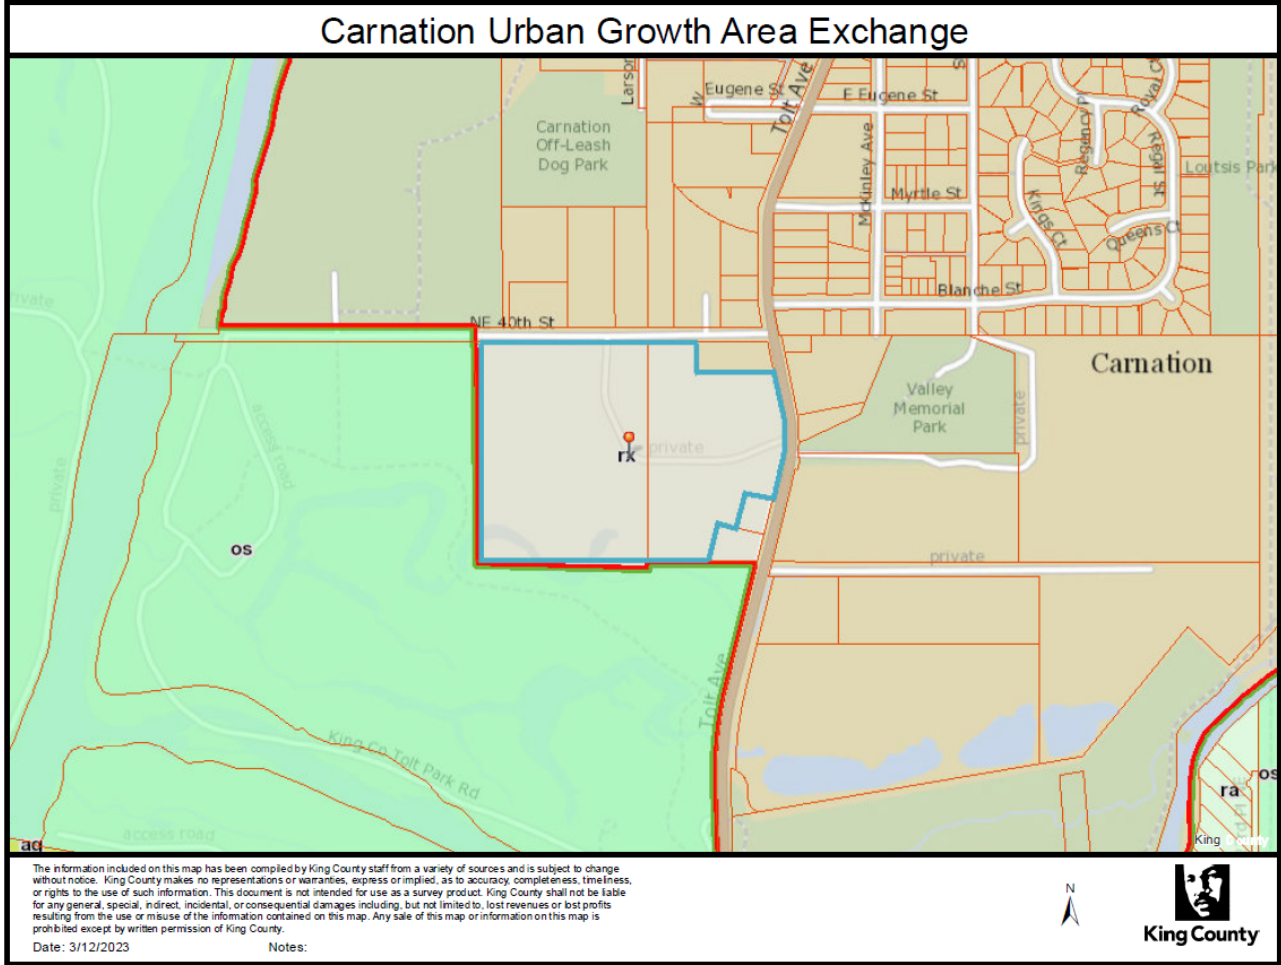 Carnation Urban Growth Area Exchange
Larson
W Eugene St
Tolt Ave
E Eugene St
McKinley Ave
Regency Pl
Royal Ct
Regal St
Carnation
Off-Leash
Dog Park
Loutsis Park
Myrtle St
Kings Ct
Queens Ct
Blanche St
NE 40th St
Carnation
Valley
Memorial
Park
private
access road
private
private
rx
os
private
Tolt Ave
King Co Tolt Park Rd
access road
aq
os
ra
King County
The information included on this map has been compiled by King County staff from a variety of sources and is subject to change
without notice. King County makes no representations or warranties, express or implied, as to accuracy, completeness, timeliness,
or rights to the use of such information. This document is not intended for use as a survey product. King County shall not be liable
for any general, special, indirect, incidental, or consequential damages including, but not limited to, lost revenues or lost profits
resulting from the use or misuse of the information contained on this map. Any sale of this map or information on this map is
prohibited except by written permission of King County.
Date: 3/12/2023 Notes:
N
King County